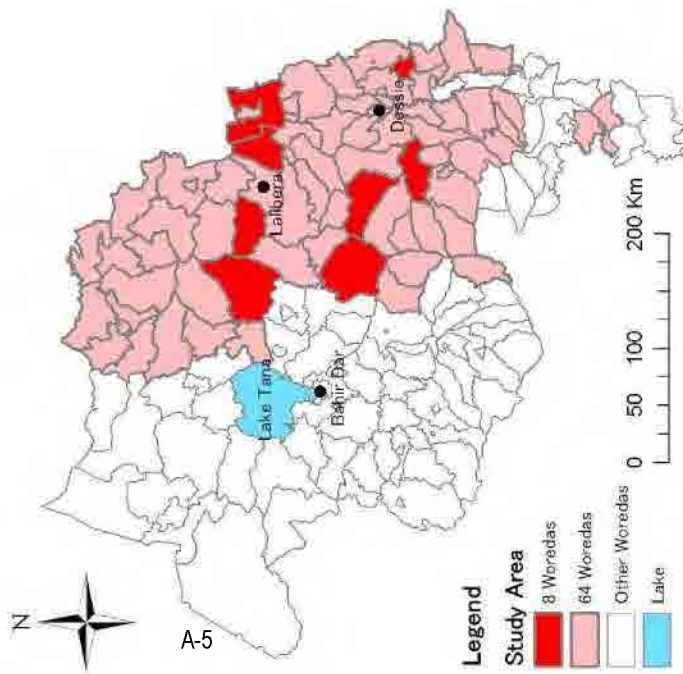 N
A-5
Lake Tana
Bahir Dar
Lalibera
Dessie
0 50 100 200 Km
Legend
Study Area
8 Woredas
64 Woredas
Other Woredas
Lake